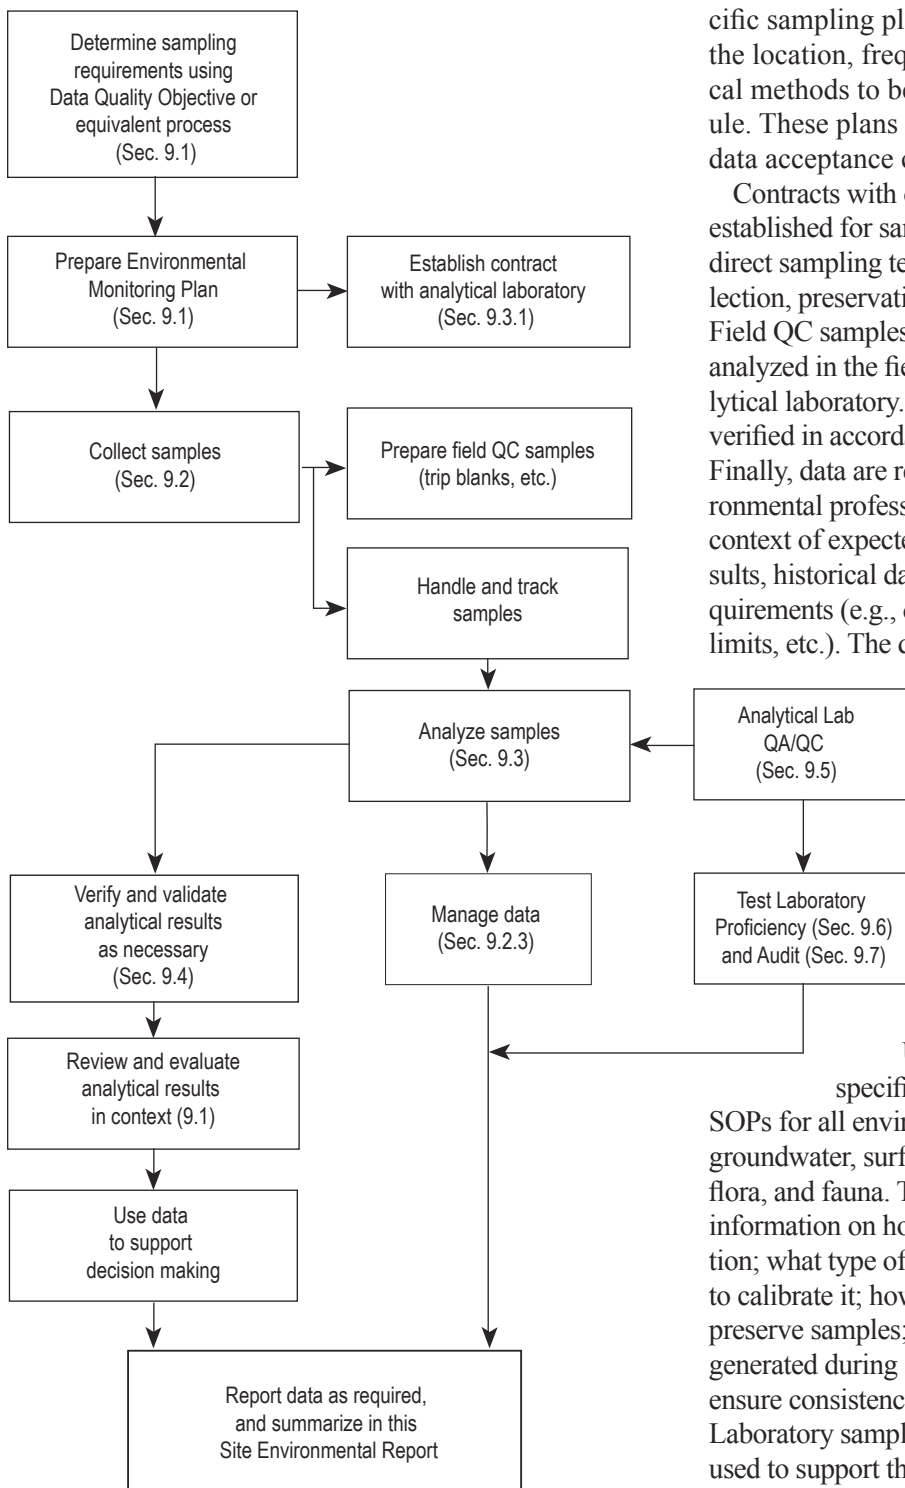 Determine sampling
requirements using
Data Quality Objective or
equivalent process
(Sec. 9.1)
Prepare Environmental
Monitoring Plan
(Sec. 9.1)
Establish contract
with analytical laboratory
(Sec. 9.3.1)
Collect samples
(Sec. 9.2)
Prepare field QC samples
(trip blanks, etc.)
Handle and track
samples
Analyze samples
(Sec. 9.3)
Analytical Lab
QA/QC
(Sec. 9.5)
Verify and validate
analytical results
as necessary
(Sec. 9.4)
Manage data
(Sec. 9.2.3)
Test Laboratory
Proficiency (Sec. 9.6)
and Audit (Sec. 9.7)
Review and evaluate
analytical results
in context (9.1)
Use data
to support
decision making
Report data as required,
and summarize in this
Site Environmental Report
cific sampling pl
the location, freq
cal methods to b
ule. These plans
data acceptance
Contracts with
established for sa
direct sampling te
lection, preservati
Field QC samples
analyzed in the fi
lytical laboratory.
verified in accord
Finally, data are r
ronmental profess
context of expecte
sults, historical da
quirements (e.g.,
limits, etc.). The
specifi
SOPs for all envir
groundwater, surf
flora, and fauna. T
information on ho
tion; what type of
to calibrate it; how
preserve samples;
generated during
ensure consistenc
Laboratory sampl
used to support th